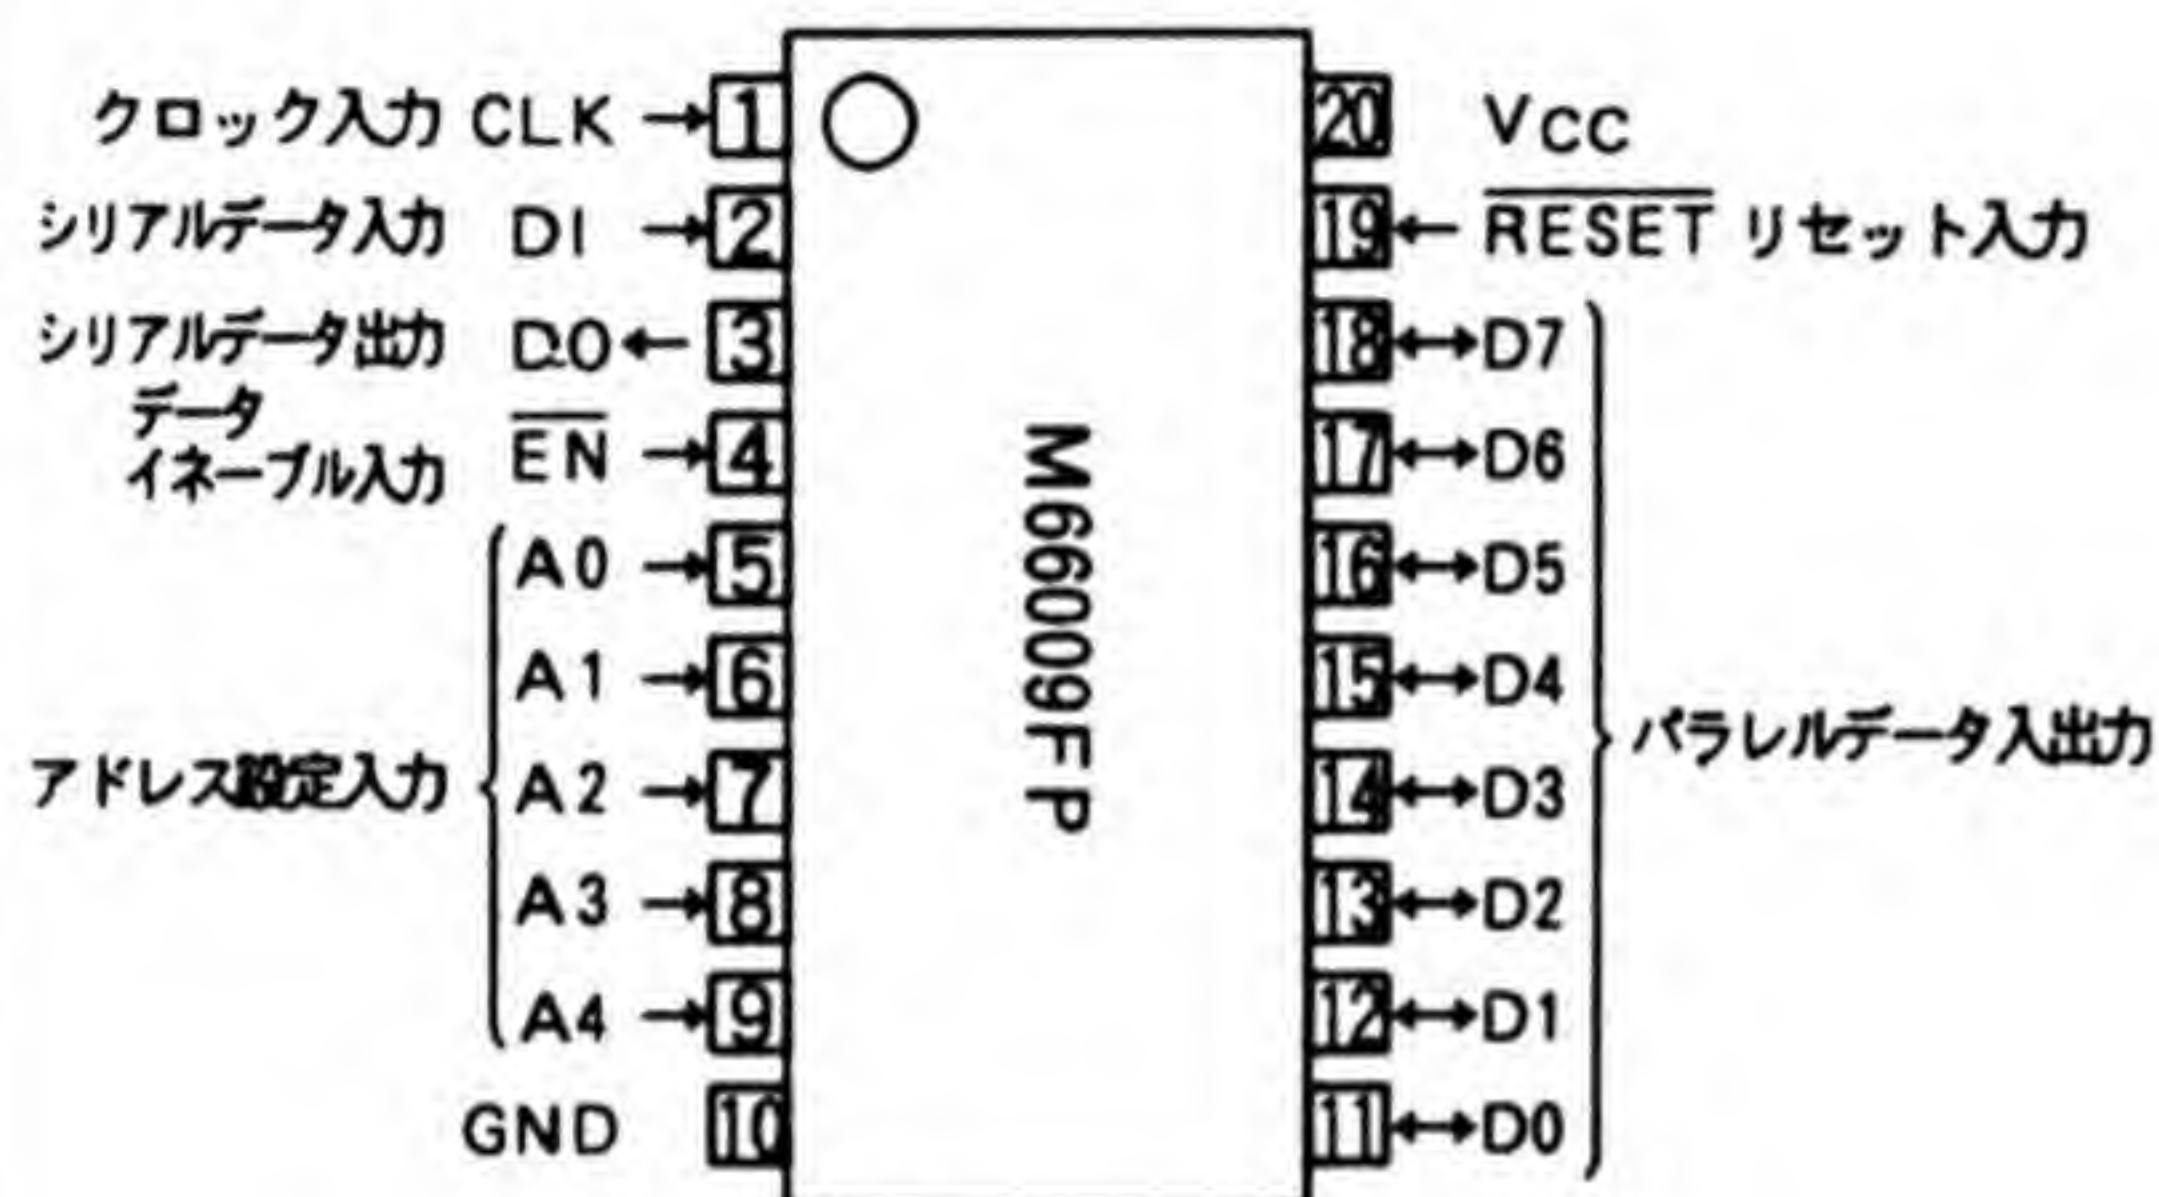 クロック入力 CLK 1 20 VCC
シリアルデータ入力 DI 2 19 RESET リセット入力
シリアルデータ出力 DO 3 18 D7
データ
イネーブル入力 EN 4 17 D6
A0 5 16 D5
A1 6 15 D4
アドレス設定入力 A2 7 14 D3
パラレルデータ入出力
A3 8 13 D2
A4 9 12 D1
GND 10 11 D0
M66009FP